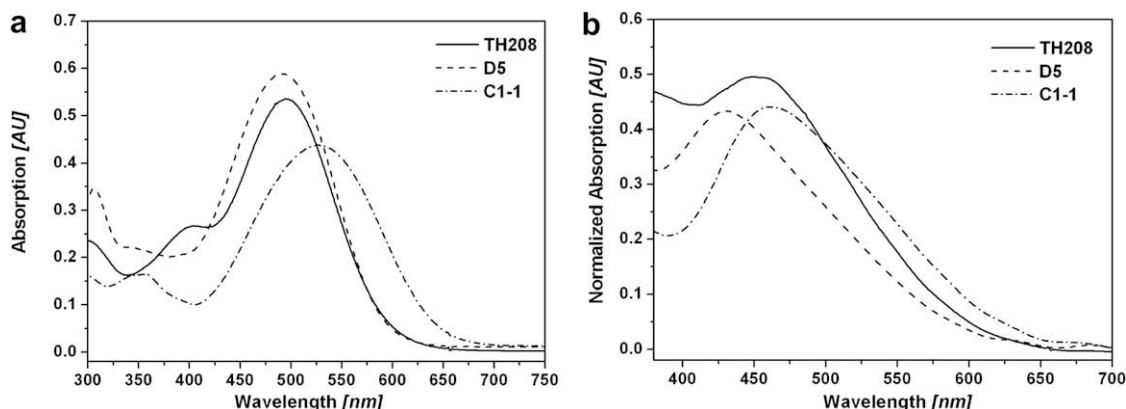 a
0.7
0.6
0.5
0.4
0.3
0.2
0.1
0.0
Absorption [AU]
300 350 400 450 500 550 600 650 700 750
Wavelength [nm]
TH208
D5
C1-1
b
0.6
0.5
0.4
0.3
0.2
0.1
0.0
Normalized Absorption [AU]
400 450 500 550 600 650 700
Wavelength [nm]
TH208
D5
C1-1